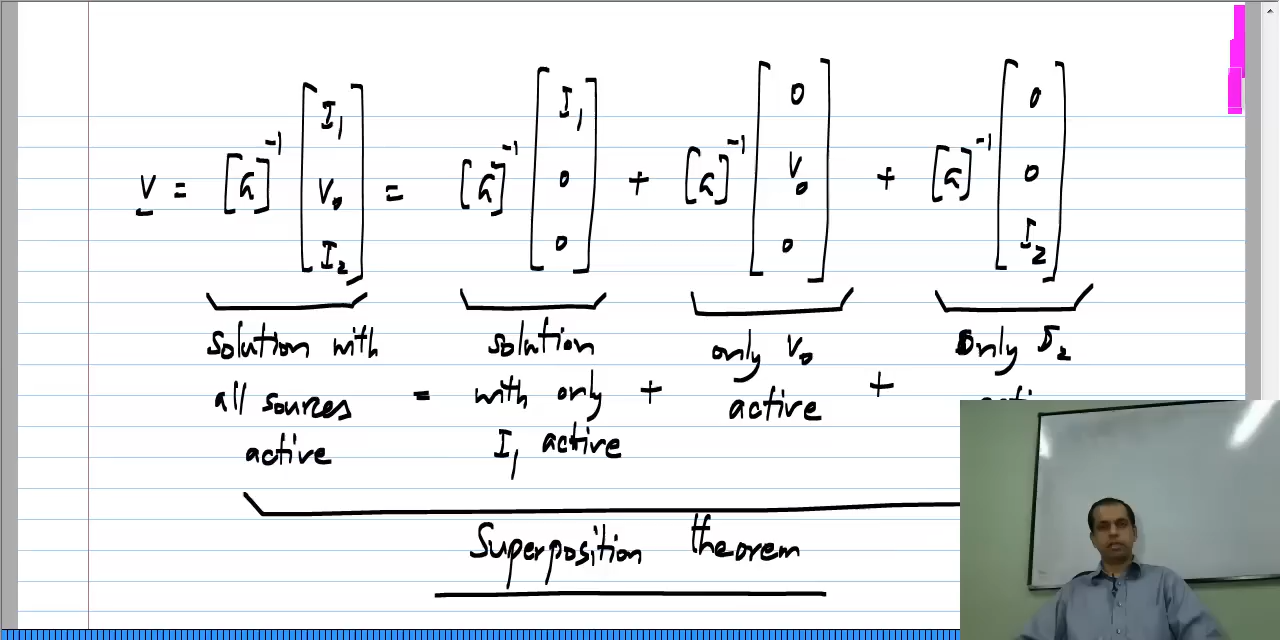 V = [G]⁻¹ [I₁ V₀ I₂] = [G]⁻¹ [I₁ 0 0] + [G]⁻¹ [0 V₀ 0] + [G]⁻¹ [0 0 I₂]
solution with solution only V₀ only I₂
all sources = with only + active +
active I₁ active
Superposition theorem